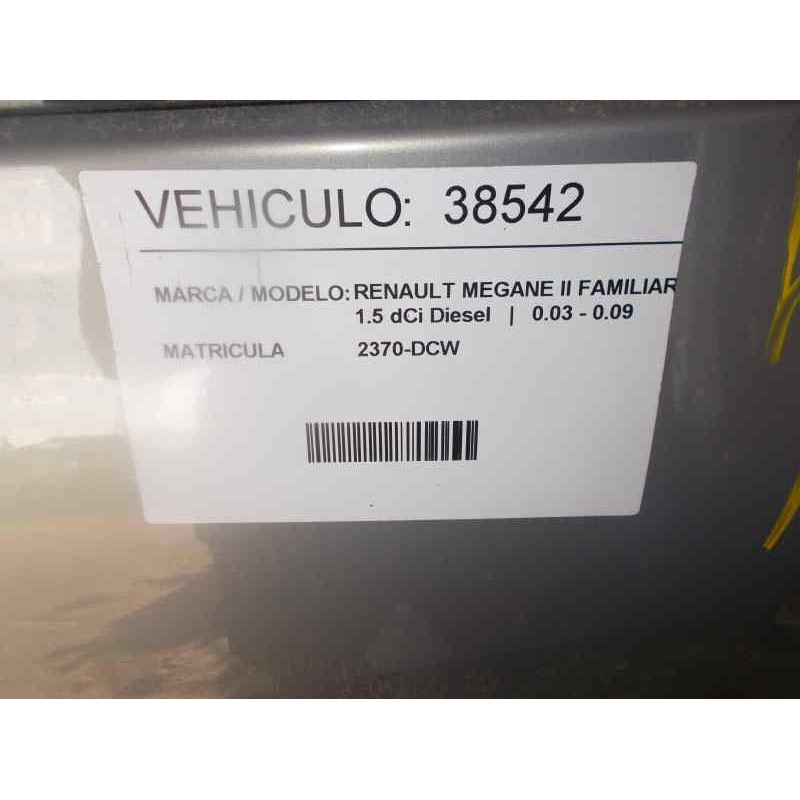 VEHICULO: 38542
MARCA / MODELO: RENAULT MEGANE II FAMILIAR
1.5 dCi Diesel | 0.03 - 0.09
MATRICULA 2370-DCW